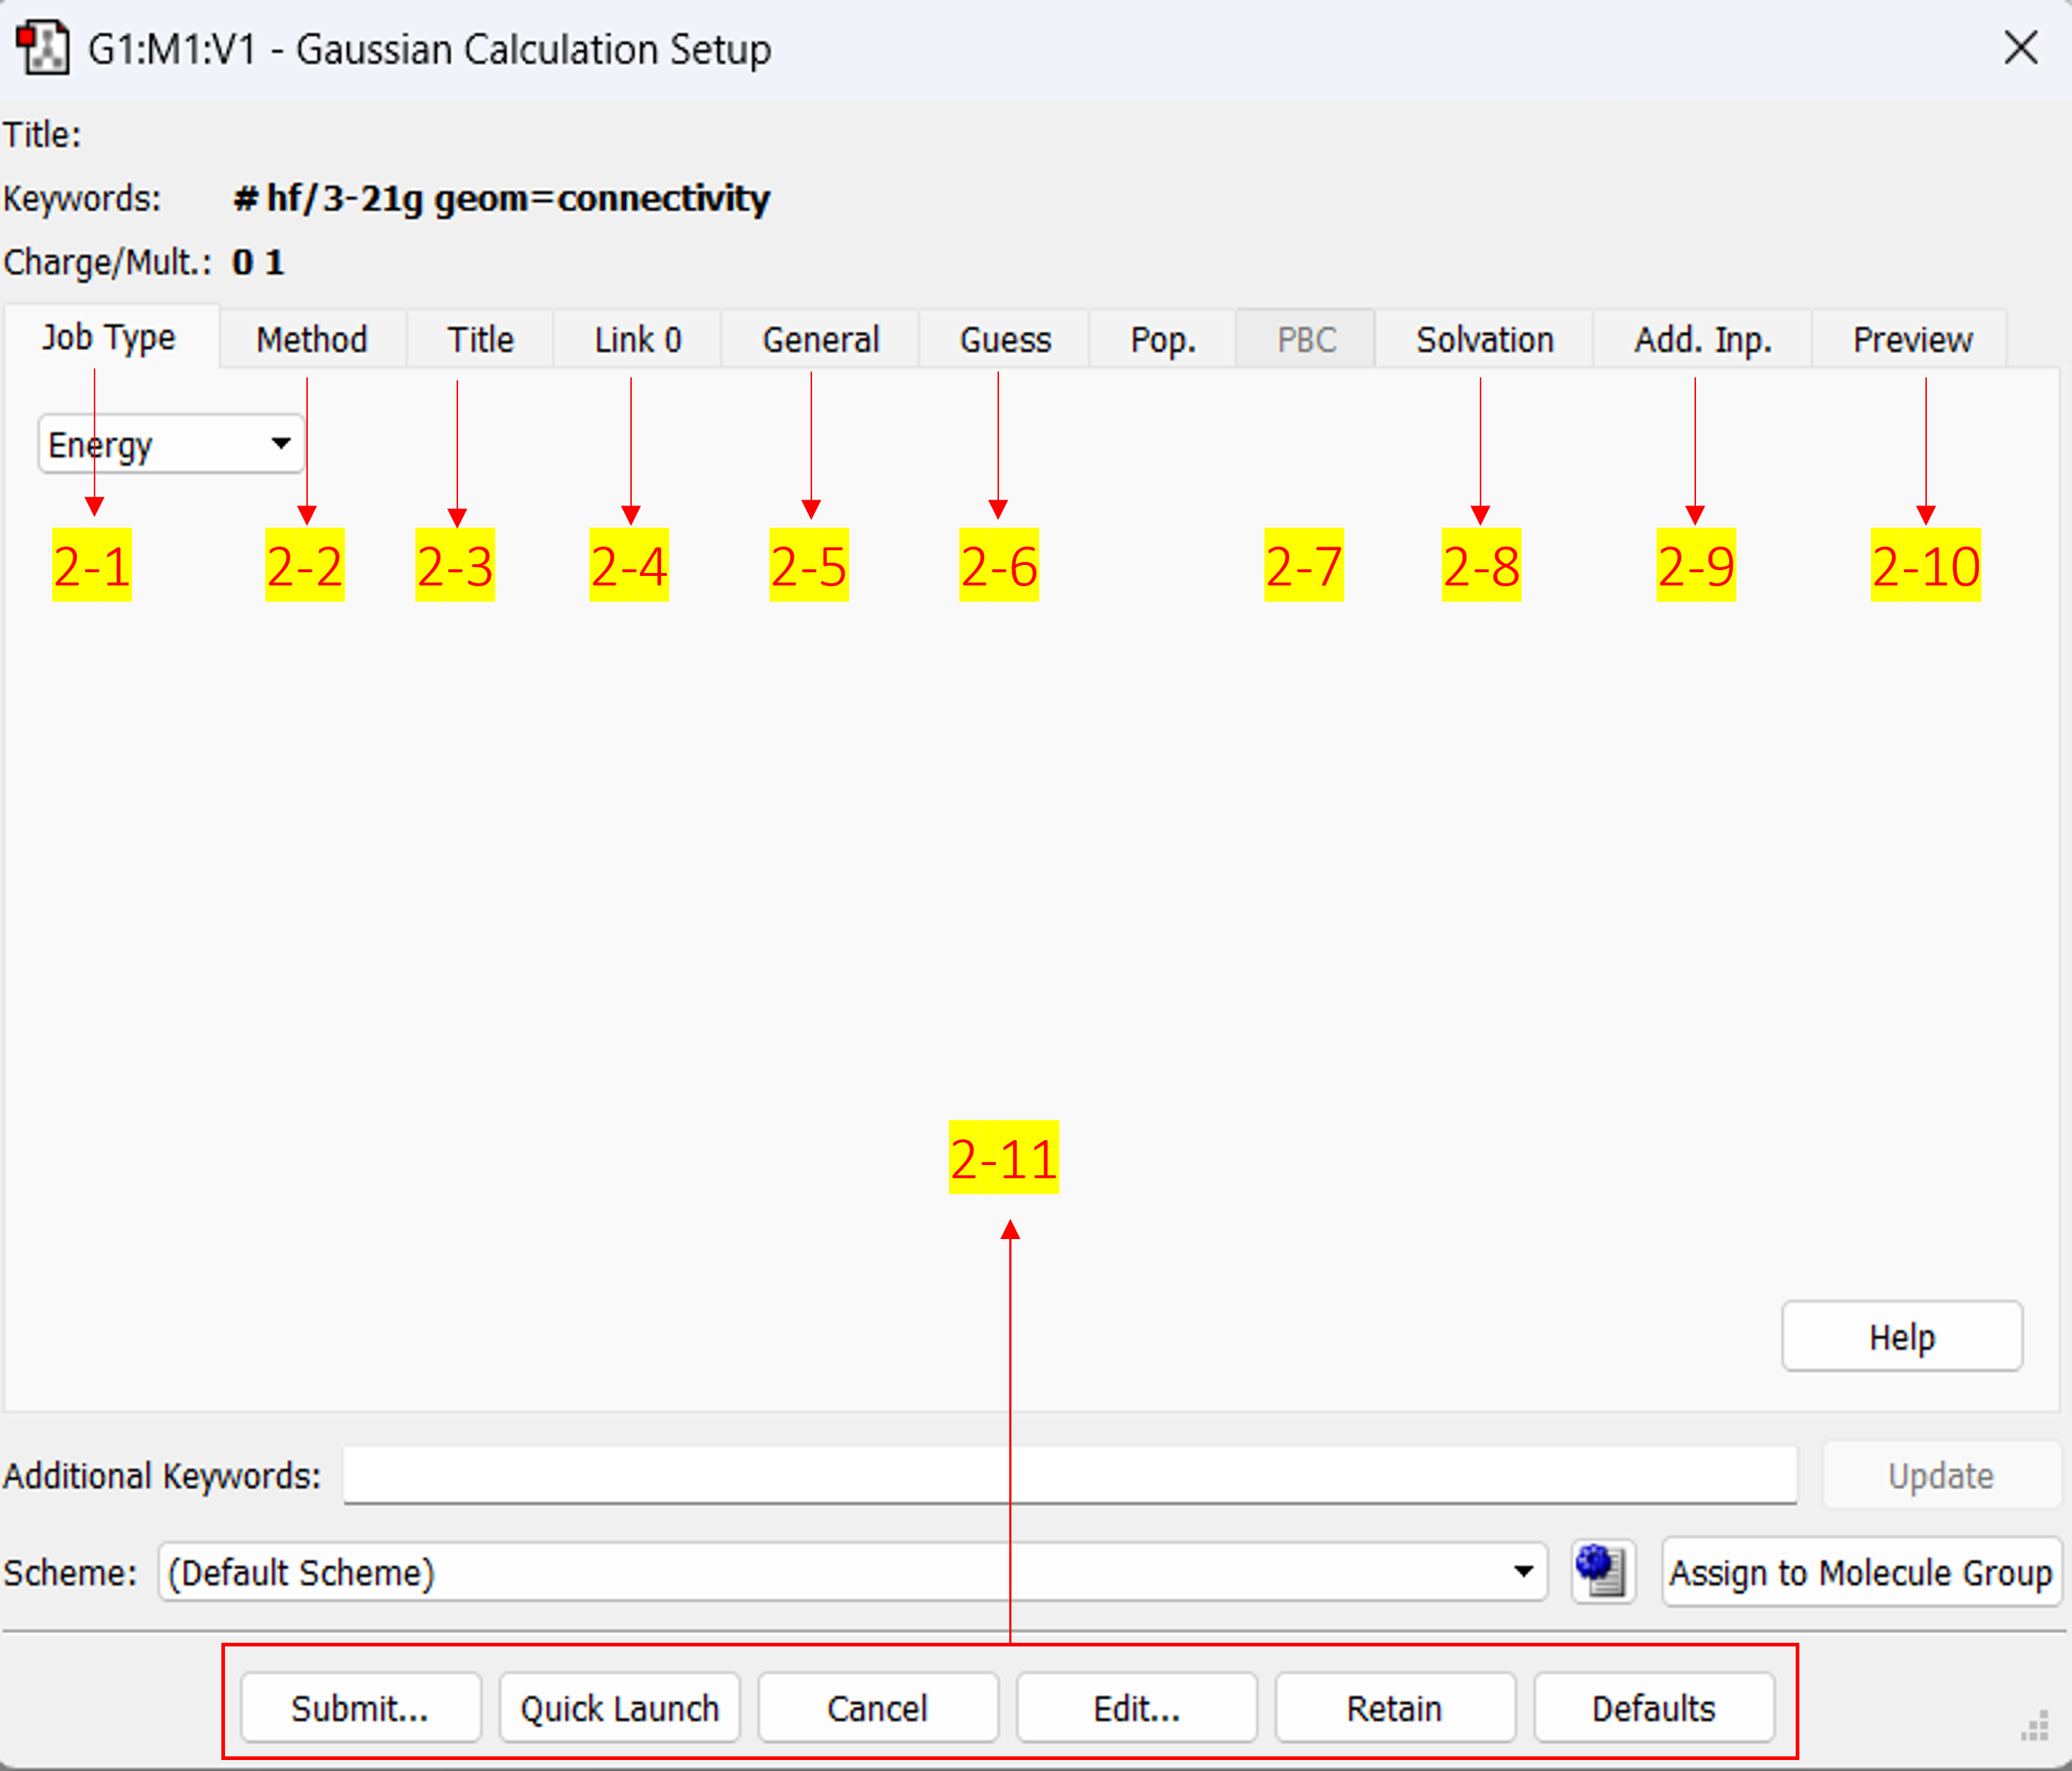 G1:M1:V1 - Gaussian Calculation Setup
Title:
Keywords: # hf/3-21g geom=connectivity
Charge/Mult.: 0 1
Job Type Method Title Link 0 General Guess Pop. PBC Solvation Add. Inp. Preview
Energy
2-1 2-2 2-3 2-4 2-5 2-6 2-7 2-8 2-9 2-10
2-11
Help
Additional Keywords: Update
Scheme: (Default Scheme) Assign to Molecule Group
Submit... Quick Launch Cancel Edit... Retain Defaults